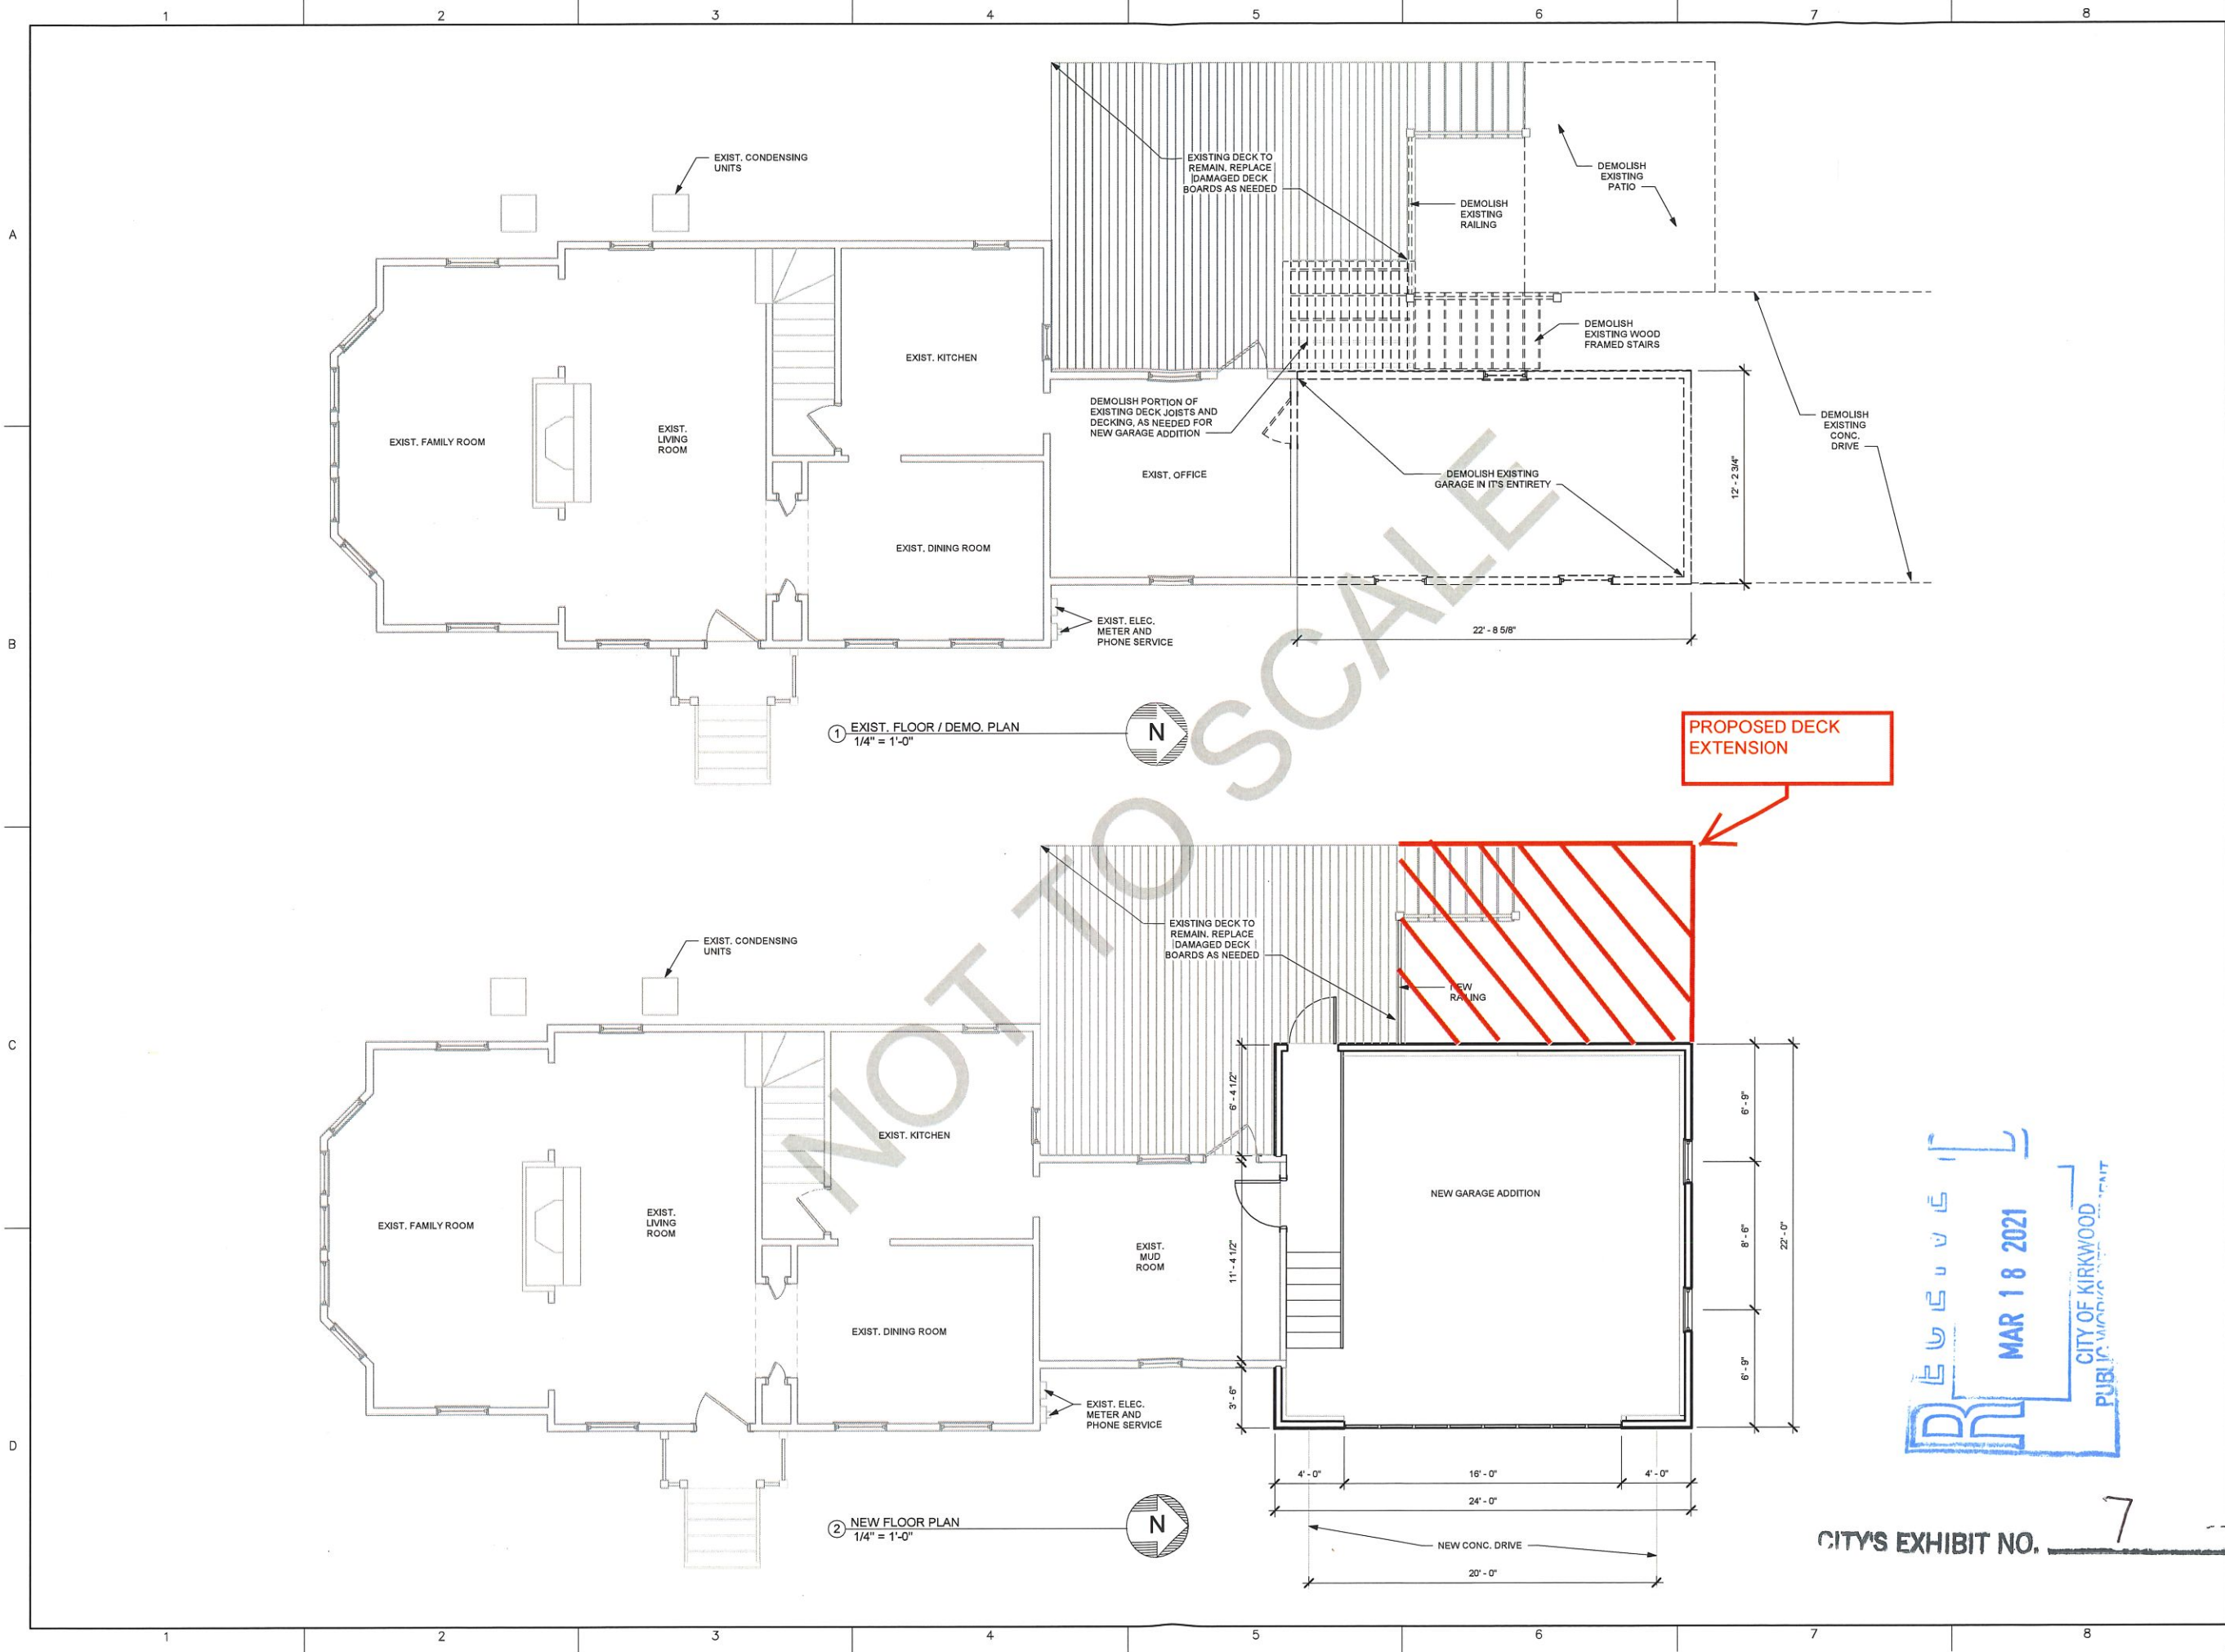 1 2 3 4 5 6 7 8
A
B
C
D
EXIST. CONDENSING
UNITS
EXISTING DECK TO
REMAIN. REPLACE
DAMAGED DECK
BOARDS AS NEEDED
DEMOLISH
EXISTING
RAILING
DEMOLISH
EXISTING
PATIO
DEMOLISH
EXISTING WOOD
FRAMED STAIRS
EXIST. KITCHEN
DEMOLISH PORTION OF
EXISTING DECK JOISTS AND
DECKING, AS NEEDED FOR
NEW GARAGE ADDITION
DEMOLISH
EXISTING
CONC.
DRIVE
EXIST. FAMILY ROOM
EXIST.
LIVING
ROOM
EXIST. OFFICE
DEMOLISH EXISTING
GARAGE IN IT'S ENTIRETY
12' - 2 3/4"
EXIST. DINING ROOM
EXIST. ELEC.
METER AND
PHONE SERVICE
22' - 8 5/8"
1 EXIST. FLOOR / DEMO. PLAN
1/4" = 1'-0"
N
NOT TO SCALE
PROPOSED DECK
EXTENSION
EXIST. CONDENSING
UNITS
EXISTING DECK TO
REMAIN. REPLACE
DAMAGED DECK
BOARDS AS NEEDED
NEW
RAILING
6' - 4 1/2"
6' - 9"
EXIST. KITCHEN
NEW GARAGE ADDITION
EXIST. FAMILY ROOM
EXIST.
LIVING
ROOM
EXIST.
MUD
ROOM
11' - 4 1/2"
8' - 6"
22' - 0"
EXIST. DINING ROOM
3' - 6"
6' - 9"
EXIST. ELEC.
METER AND
PHONE SERVICE
4' - 0" 16' - 0" 4' - 0"
24' - 0"
2 NEW FLOOR PLAN
1/4" = 1'-0"
N
NEW CONC. DRIVE
20' - 0"
MAR 18 2021
CITY OF KIRKWOOD
PUBLIC
CITY'S EXHIBIT NO. 7
1 2 3 4 5 6 7 8